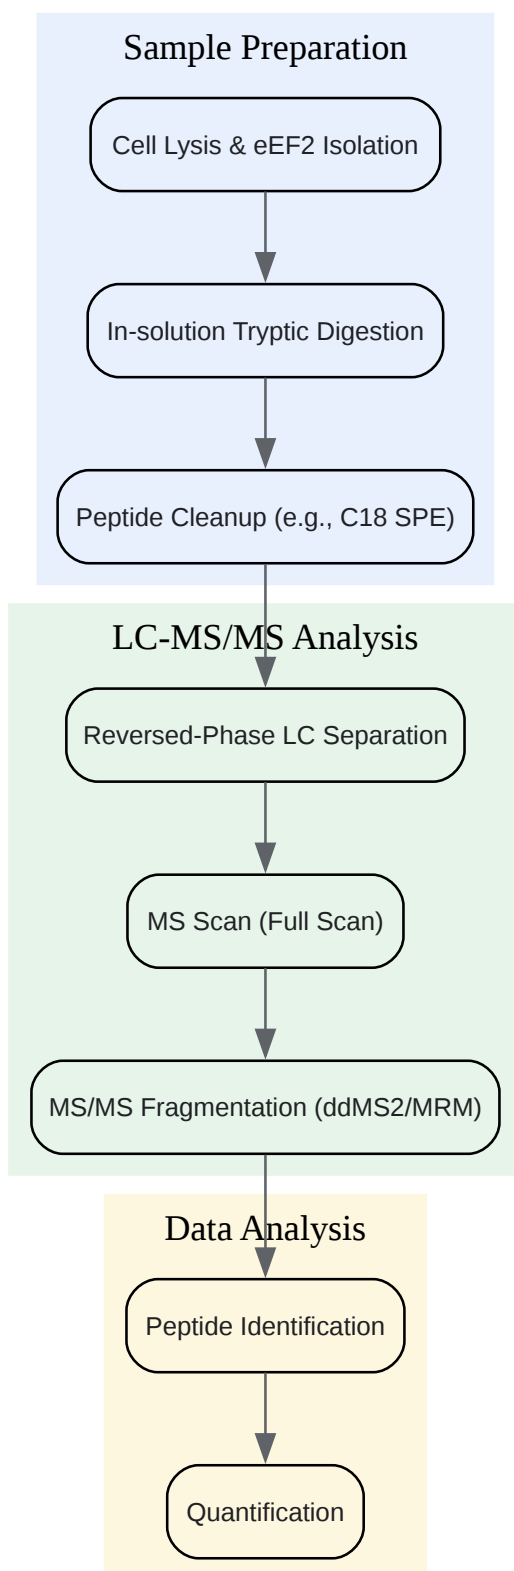 Sample Preparation
Cell Lysis & eEF2 Isolation
In-solution Tryptic Digestion
Peptide Cleanup (e.g., C18 SPE)
LC-MS/MS Analysis
Reversed-Phase LC Separation
MS Scan (Full Scan)
MS/MS Fragmentation (ddMS2/MRM)
Data Analysis
Peptide Identification
Quantification